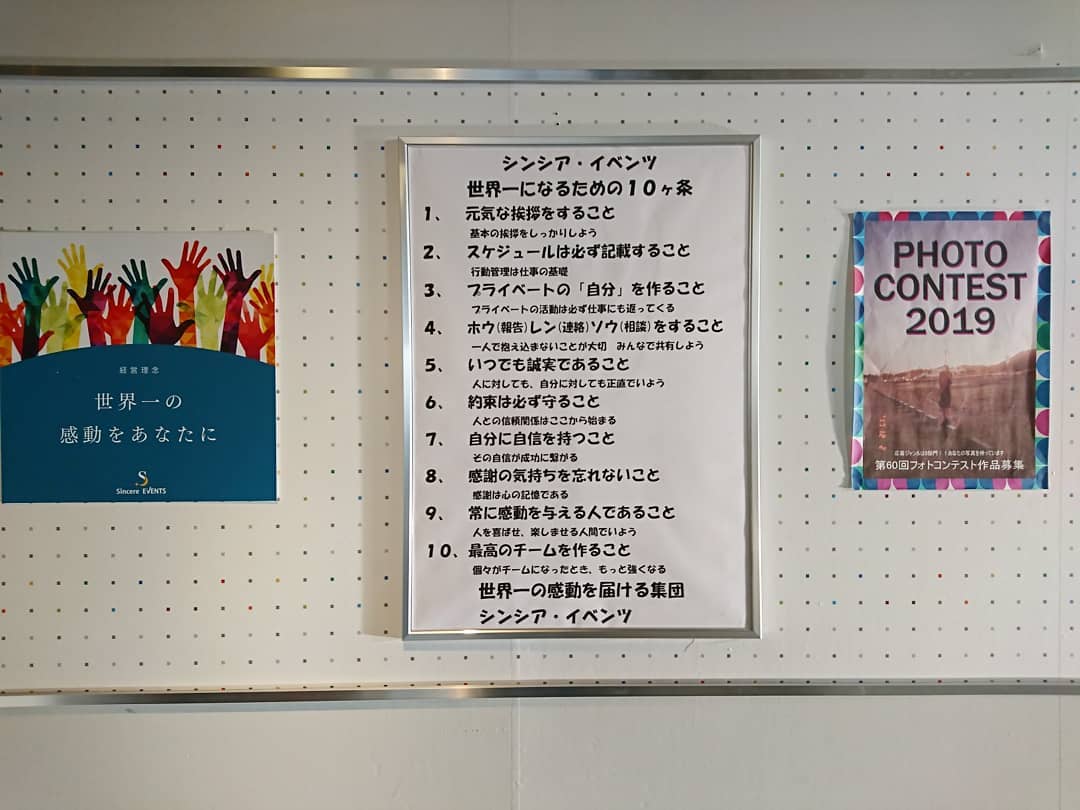 経営理念
世界一の
感動をあなたに
S
Sincere EVENTS
シンシア・イベンツ
世界一になるための10ヶ条
1、 元気な挨拶をすること
基本の挨拶をしっかりしよう
2、 スケジュールは必ず記載すること
行動管理は仕事の基礎
3、 プライベートの「自分」を作ること
プライベートの活動は必ず仕事にも返ってくる
4、 ホウ(報告)レン(連絡)ソウ(相談)をすること
一人で抱え込まないことが大切 みんなで共有しよう
5、 いつでも誠実であること
人に対しても、自分に対しても正直でいよう
6、 約束は必ず守ること
人との信頼関係はここから始まる
7、 自分に自信を持つこと
その自信が成功に繋がる
8、 感謝の気持ちを忘れないこと
感謝は心の記憶である
9、 常に感動を与える人であること
人を喜ばせ、楽しませる人間でいよう
10、最高のチームを作ること
個々がチームになったとき、もっと強くなる
世界一の感動を届ける集団
シンシア・イベンツ
PHOTO
CONTEST
2019
第60回フォトコンテスト作品募集